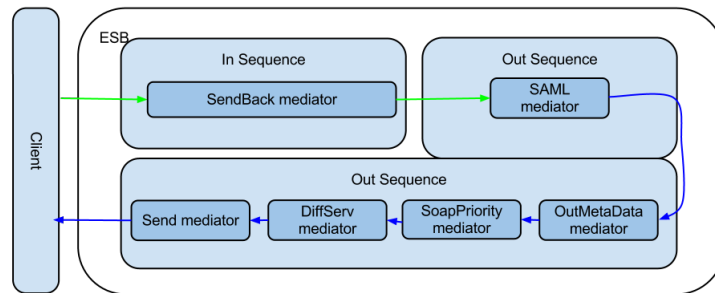 ESB
In Sequence
Out Sequence
SendBack mediator
SAML
mediator
Client
Out Sequence
Send mediator
DiffServ
mediator
SoapPriority
mediator
OutMetaData
mediator